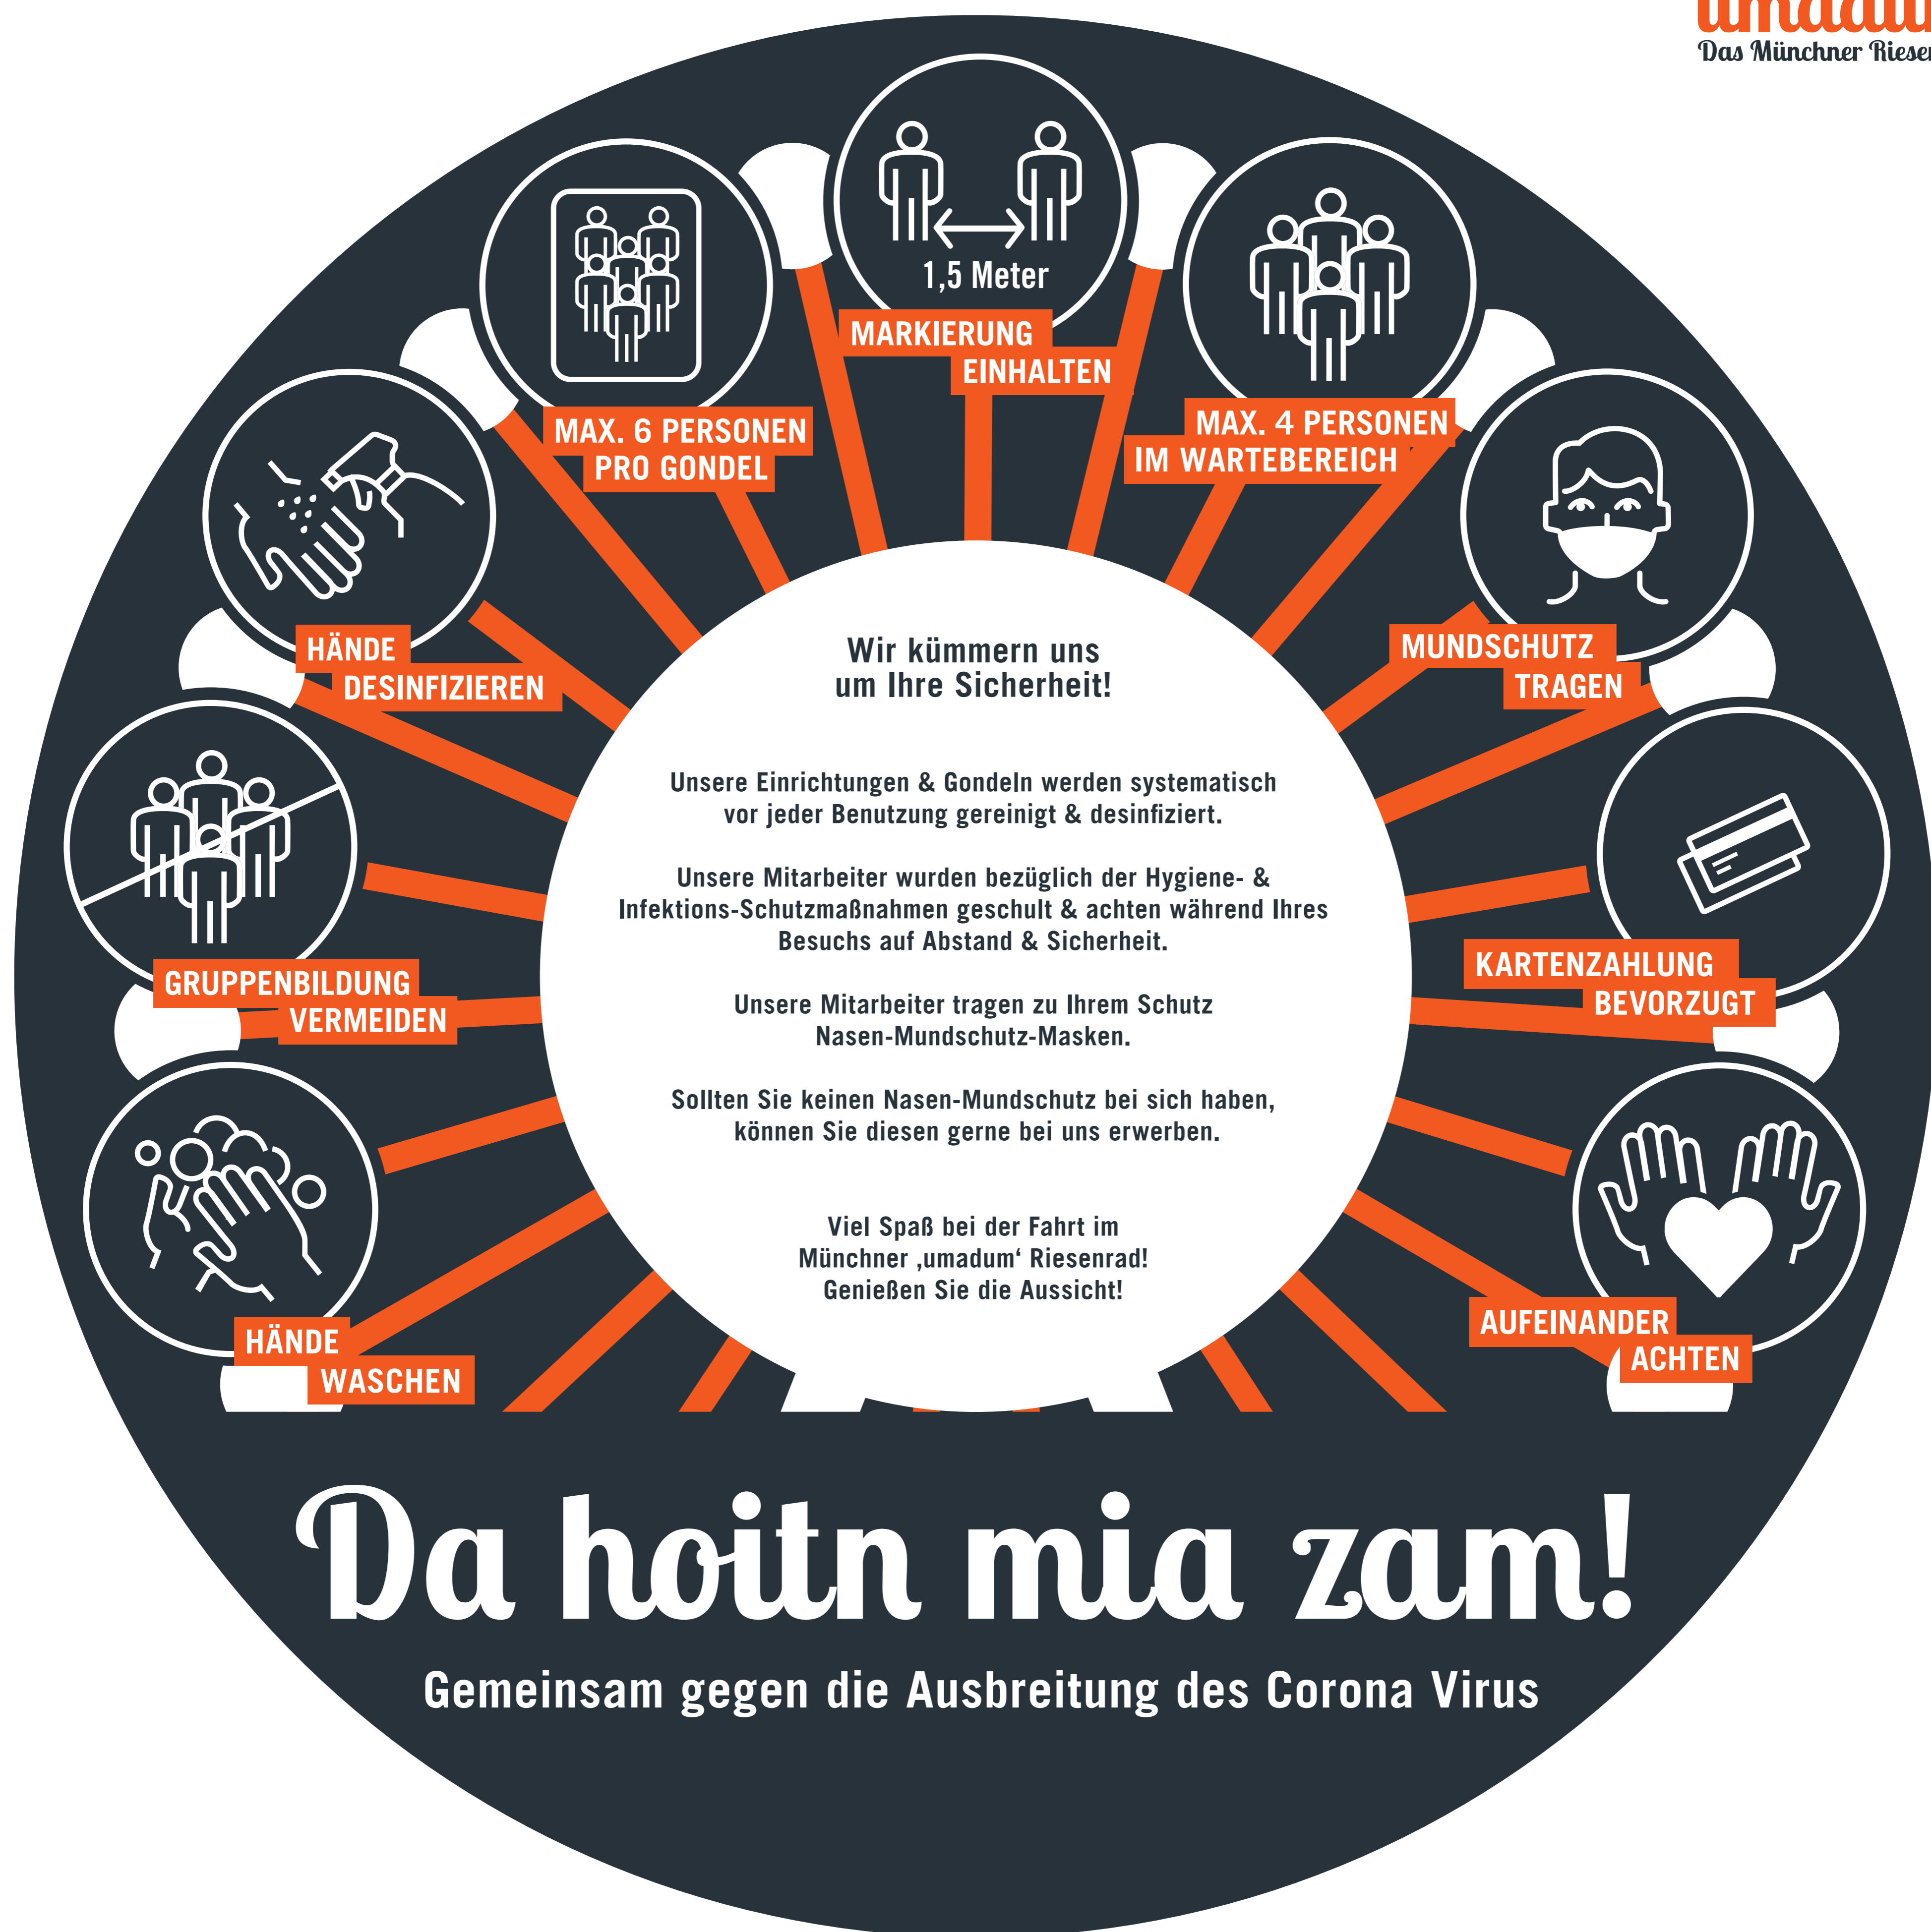 Das Münchner
1,5 Meter
MARKIERUNG
EINHALTEN
MAX. 6 PERSONEN
PRO GONDEL
MAX. 4 PERSONEN
IM WARTEBEREICH
HÄNDE
DESINFIZIEREN
MUNDSCHUTZ
TRAGEN
GRUPPENBILDUNG
VERMEIDEN
KARTENZAHLUNG
BEVORZUGT
HÄNDE
WASCHEN
AUFEINANDER
ACHTEN
Wir kümmern uns
um Ihre Sicherheit!
Unsere Einrichtungen & Gondeln werden systematisch
vor jeder Benutzung gereinigt & desinfiziert.
Unsere Mitarbeiter wurden bezüglich der Hygiene- &
Infektions-Schutzmaßnahmen geschult & achten während Ihres
Besuchs auf Abstand & Sicherheit.
Unsere Mitarbeiter tragen zu Ihrem Schutz
Nasen-Mundschutz-Masken.
Sollten Sie keinen Nasen-Mundschutz bei sich haben,
können Sie diesen gerne bei uns erwerben.
Viel Spaß bei der Fahrt im
Münchner ‚umadum‘ Riesenrad!
Genießen Sie die Aussicht!
Da hoitn mia zam!
Gemeinsam gegen die Ausbreitung des Corona Virus